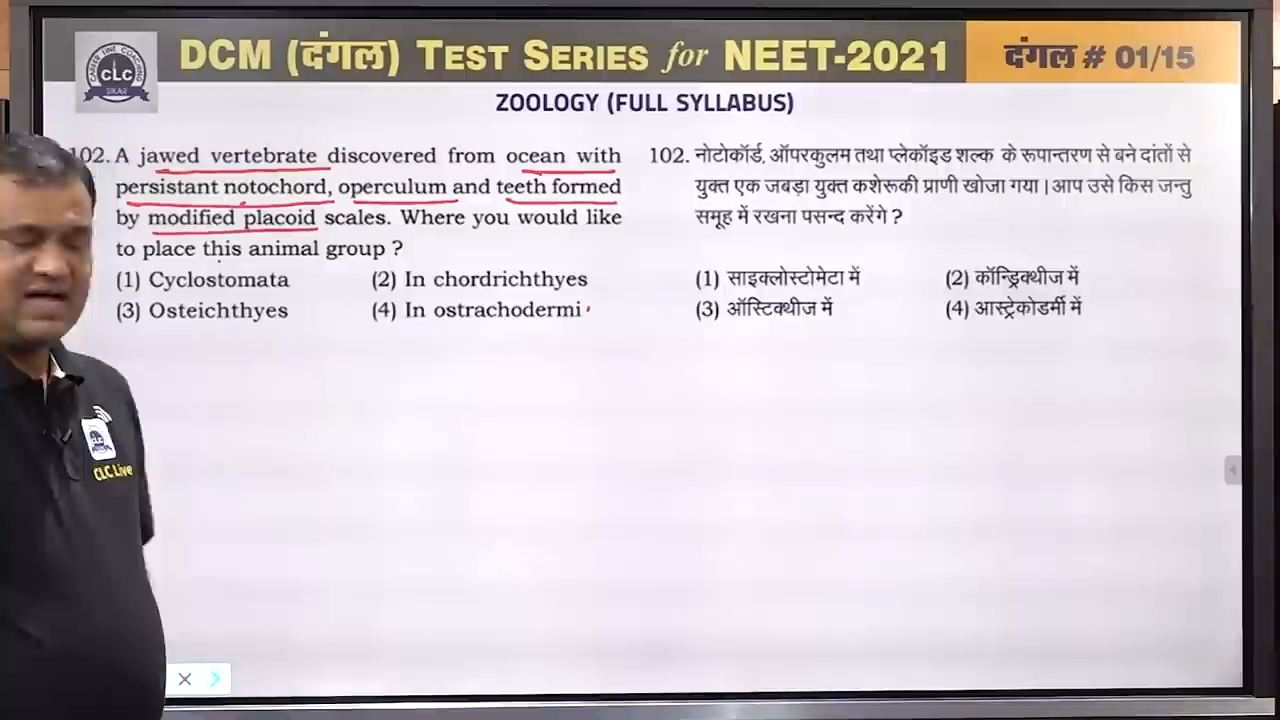 DCM (दंगल) TEST SERIES for NEET-2021
दंगल # 01/15
CLC
SIKAR
ZOOLOGY (FULL SYLLABUS)
102. A jawed vertebrate discovered from ocean with
persistant notochord, operculum and teeth formed
by modified placoid scales. Where you would like
to place this animal group ?
(1) Cyclostomata (2) In chordrichthyes
(3) Osteichthyes (4) In ostrachodermi
102. नोटोकॉर्ड, ऑपरकुलम तथा प्लेकॉइड शल्क के रूपान्तरण से बने दांतों से
युक्त एक जबड़ा युक्त कशेरूकी प्राणी खोजा गया। आप उसे किस जन्तु
समूह में रखना पसन्द करेंगे ?
(1) साइक्लोस्टोमेटा में (2) कॉन्ड्रिक्थीज में
(3) ऑस्टिक्थीज में (4) आस्ट्रेकोडर्मी में
CLC
CLC Live